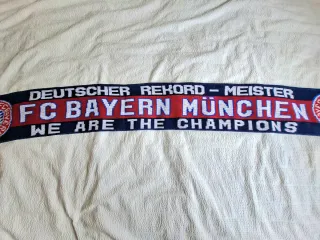 DEUTSCHER REKORD - MEISTER
FC BAYERN MÜNCHEN
WE ARE THE CHAMPIONS